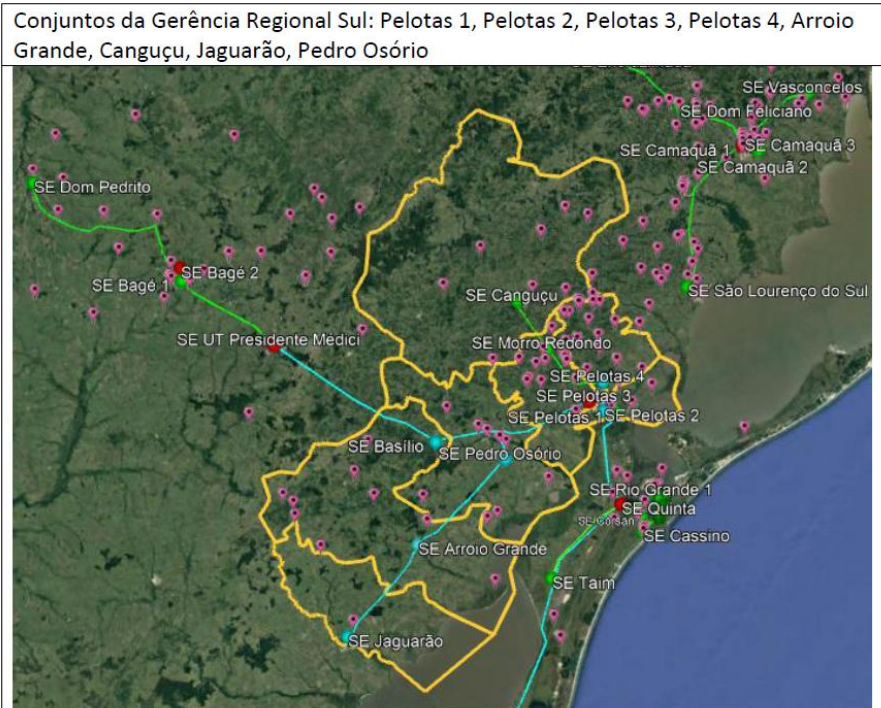 Conjuntos da Gerência Regional Sul: Pelotas 1, Pelotas 2, Pelotas 3, Pelotas 4, Arroio
Grande, Canguçu, Jaguarão, Pedro Osório
SE Vasconcelos
SE Dom Feliciano
SE Camaquã 1
SE Camaquã 3
SE Camaquã 2
SE Dom Pedrito
SE Bagé 2
SE Bagé 1
SE São Lourenço do Sul
SE Canguçu
SE UT Presidente Médici
SE Morro Redondo
SE Pelotas 4
SE Pelotas 3
SE Pelotas 1
SE Pelotas 2
SE Basílio
SE Pedro Osório
SE Rio Grande 1
SE Quinta
SE Corsan
SE Cassino
SE Arroio Grande
SE Taim
SE Jaguarão